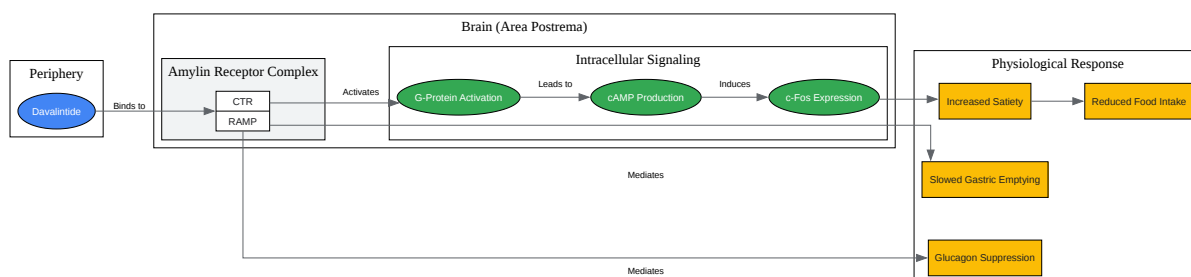 Brain (Area Postrema)
Periphery
Davalintide
Binds to
Amylin Receptor Complex
CTR
RAMP
Activates
Intracellular Signaling
G-Protein Activation
Leads to
cAMP Production
Induces
c-Fos Expression
Physiological Response
Increased Satiety
Reduced Food Intake
Mediates
Slowed Gastric Emptying
Mediates
Glucagon Suppression